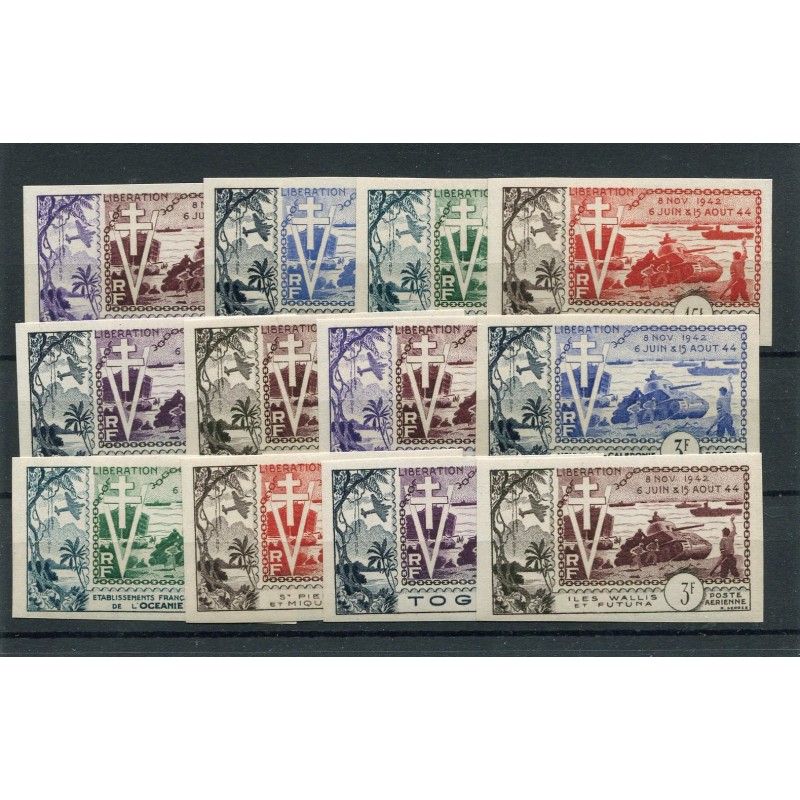 LIBERATION
8 N
6 JU
RF
LIBERATION
RF
LIBERATION
RF
LIBERATION
8 NOV 1942
6 JUIN & 15 AOUT 44
RF
15F
LIBERATION
6
RF
LIBERATION
RF
LIBERATION
RF
LIBERATION
8 NOV 1942
6 JUIN & 15 AOUT 44
RF
3F
LIBERATION
6
RF
ETABLISSEMENTS FRANÇ
DE L'OCEANIE
LIBERATION
RF
ST PIE
ET MIQU
LIBERATION
RF
TOG
LIBERATION
8 NOV 1942
6 JUIN & 15 AOUT 44
RF
ILES WALLIS
ET FUTUNA
3F
POSTE
AERIENNE